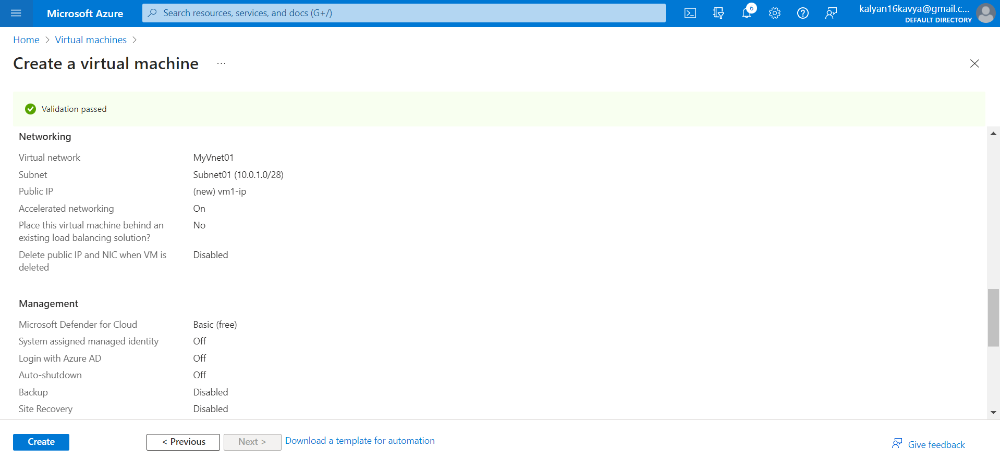 Microsoft Azure
Search resources, services, and docs (G+/)
6
kalyan16kavya@gmail.c...
DEFAULT DIRECTORY
Home > Virtual machines >
Create a virtual machine ...
Validation passed
Networking
Virtual network MyVnet01
Subnet Subnet01 (10.0.1.0/28)
Public IP (new) vm1-ip
Accelerated networking On
Place this virtual machine behind an No
existing load balancing solution?
Delete public IP and NIC when VM is Disabled
deleted
Management
Microsoft Defender for Cloud Basic (free)
System assigned managed identity Off
Login with Azure AD Off
Auto-shutdown Off
Backup Disabled
Site Recovery Disabled
Create < Previous Next > Download a template for automation Give feedback